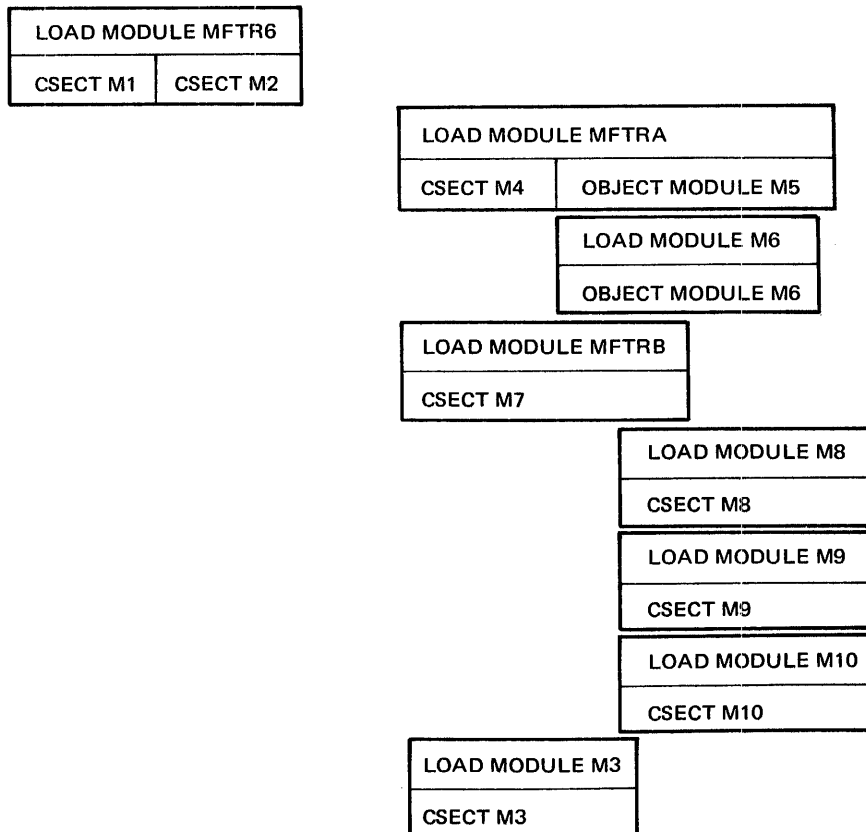 LOAD MODULE MFTR6
CSECT M1 CSECT M2
LOAD MODULE MFTRA
CSECT M4 OBJECT MODULE M5
LOAD MODULE M6
OBJECT MODULE M6
LOAD MODULE MFTRB
CSECT M7
LOAD MODULE M8
CSECT M8
LOAD MODULE M9
CSECT M9
LOAD MODULE M10
CSECT M10
LOAD MODULE M3
CSECT M3